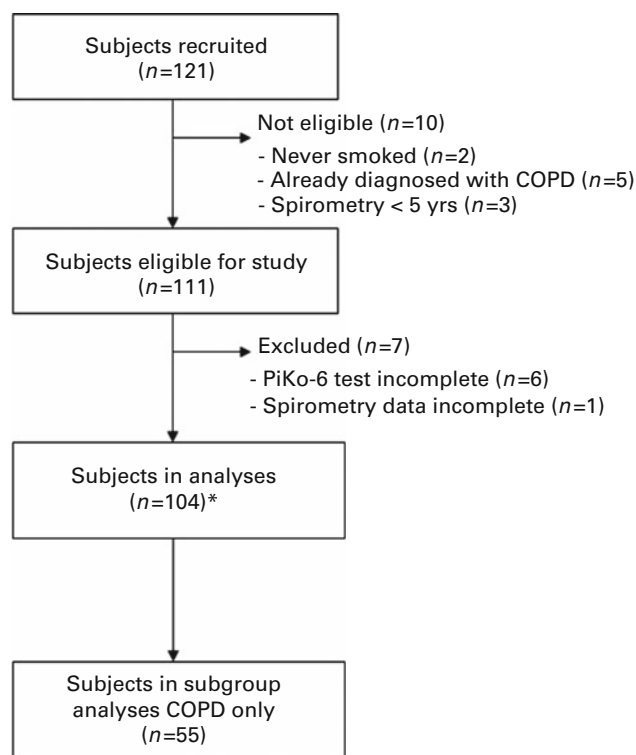 Subjects recruited
(n=121)
Not eligible (n=10)
- Never smoked (n=2)
- Already diagnosed with COPD (n=5)
- Spirometry < 5 yrs (n=3)
Subjects eligible for study
(n=111)
Excluded (n=7)
- PiKo-6 test incomplete (n=6)
- Spirometry data incomplete (n=1)
Subjects in analyses
(n=104)*
Subjects in subgroup
analyses COPD only
(n=55)